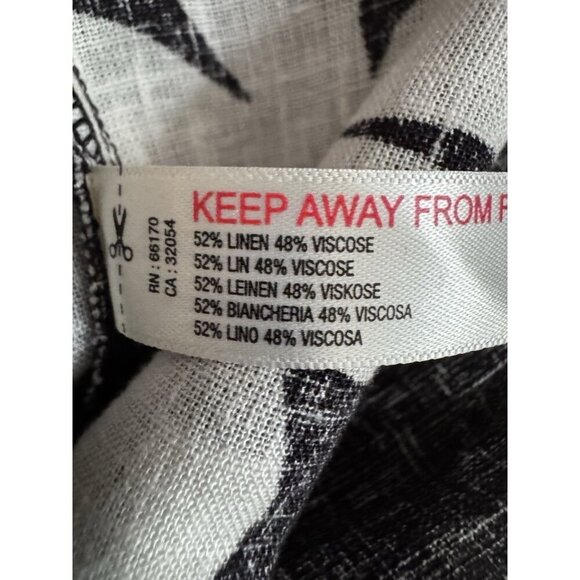 RN : 66170
CA : 32054
KEEP AWAY FROM
52% LINEN 48% VISCOSE
52% LIN 48% VISCOSE
52% LEINEN 48% VISKOSE
52% BIANCHERIA 48% VISCOSA
52% LINO 48% VISCOSA